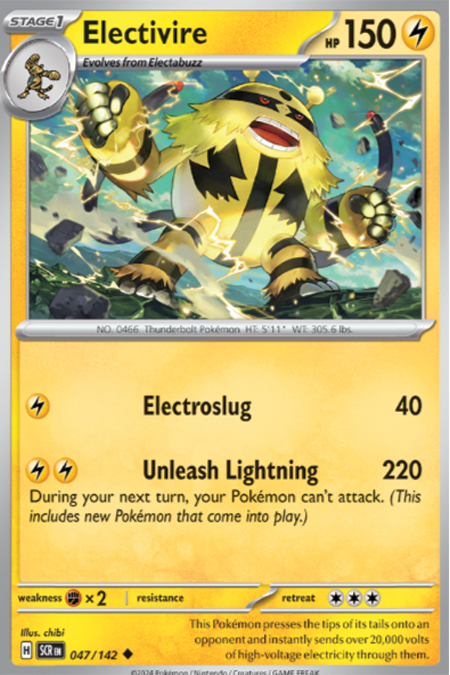 STAGE 1 Electivire HP 150
Evolves from Electabuzz
NO. 0466 Thunderbolt Pokémon HT: 5'11" WT: 305.6 lbs.
Electroslug 40
Unleash Lightning 220
During your next turn, your Pokémon can't attack. (This
includes new Pokémon that come into play.)
weakness ×2 resistance retreat
Illus. chibi
H SCR EN 047/142
This Pokémon presses the tips of its tails onto an
opponent and instantly sends over 20,000 volts
of high-voltage electricity through them.
©2024 Pokémon / Nintendo / Creatures / GAME FREAK